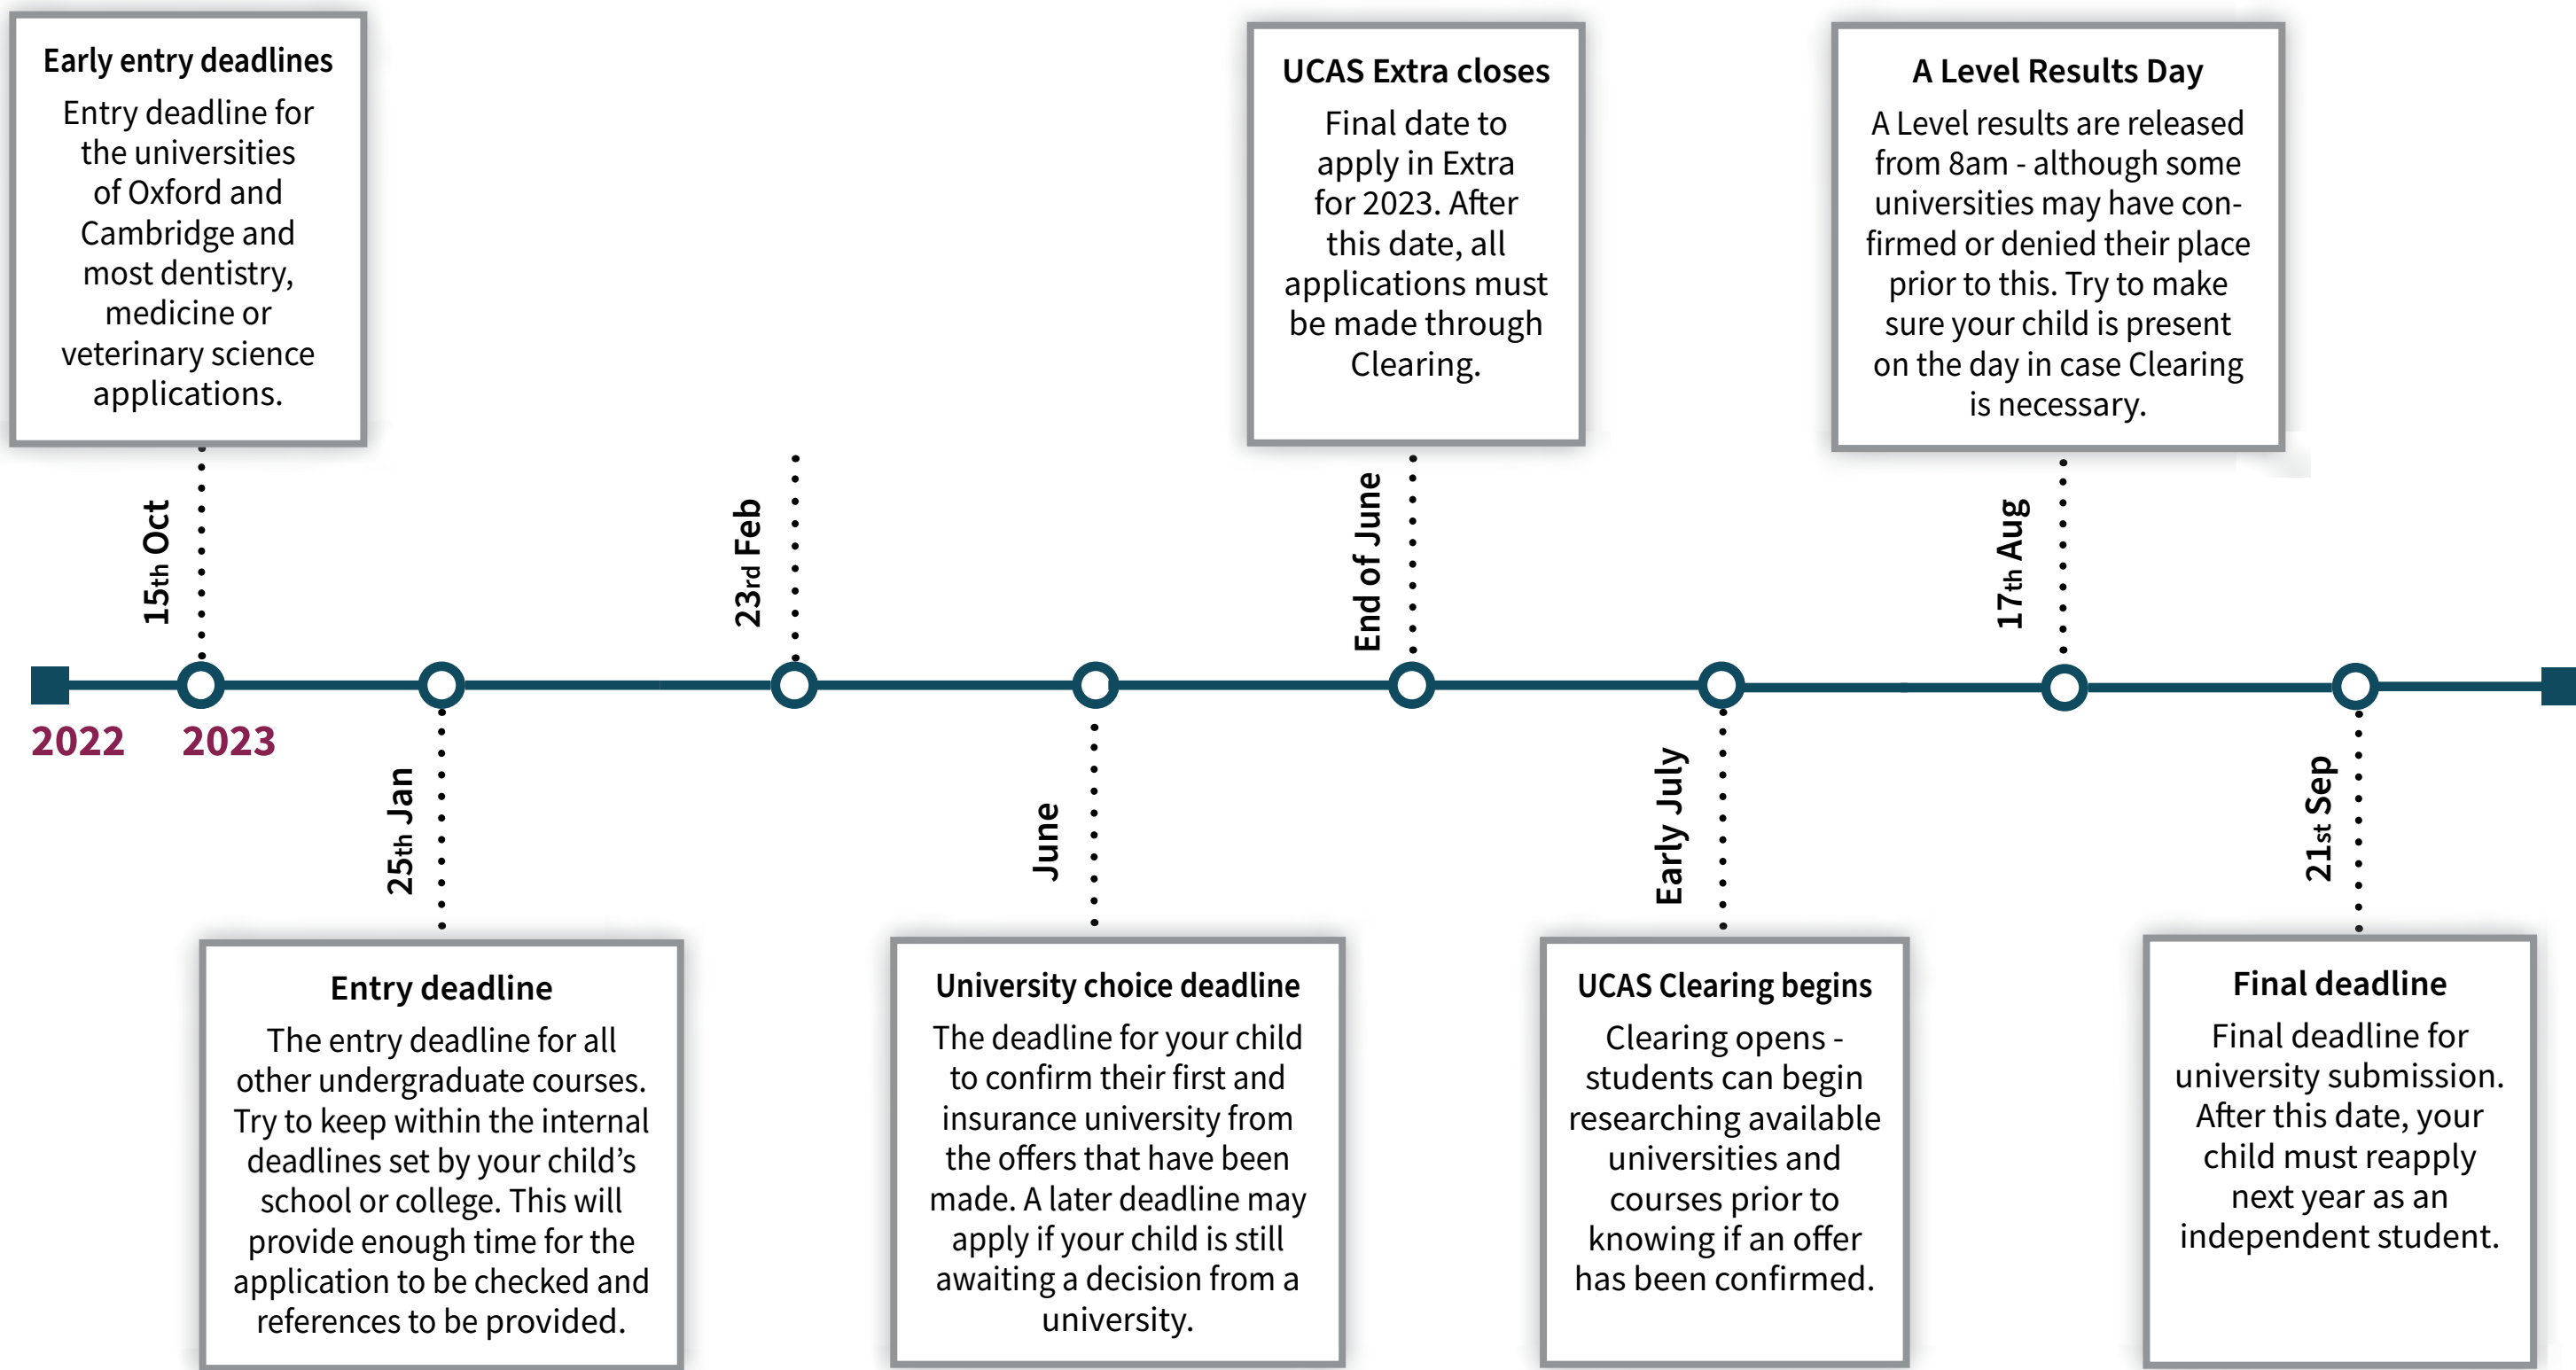 Early entry deadlines
Entry deadline for
the universities
of Oxford and
Cambridge and
most dentistry,
medicine or
veterinary science
applications.
UCAS Extra closes
Final date to
apply in Extra
for 2023. After
this date, all
applications must
be made through
Clearing.
A Level Results Day
A Level results are released
from 8am - although some
universities may have con-
firmed or denied their place
prior to this. Try to make
sure your child is present
on the day in case Clearing
is necessary.
15th Oct
23rd Feb
End of June
17th Aug
2022
2023
25th Jan
June
Early July
21st Sep
Entry deadline
The entry deadline for all
other undergraduate courses.
Try to keep within the internal
deadlines set by your child’s
school or college. This will
provide enough time for the
application to be checked and
references to be provided.
University choice deadline
The deadline for your child
to confirm their first and
insurance university from
the offers that have been
made. A later deadline may
apply if your child is still
awaiting a decision from a
university.
UCAS Clearing begins
Clearing opens -
students can begin
researching available
universities and
courses prior to
knowing if an offer
has been confirmed.
Final deadline
Final deadline for
university submission.
After this date, your
child must reapply
next year as an
independent student.